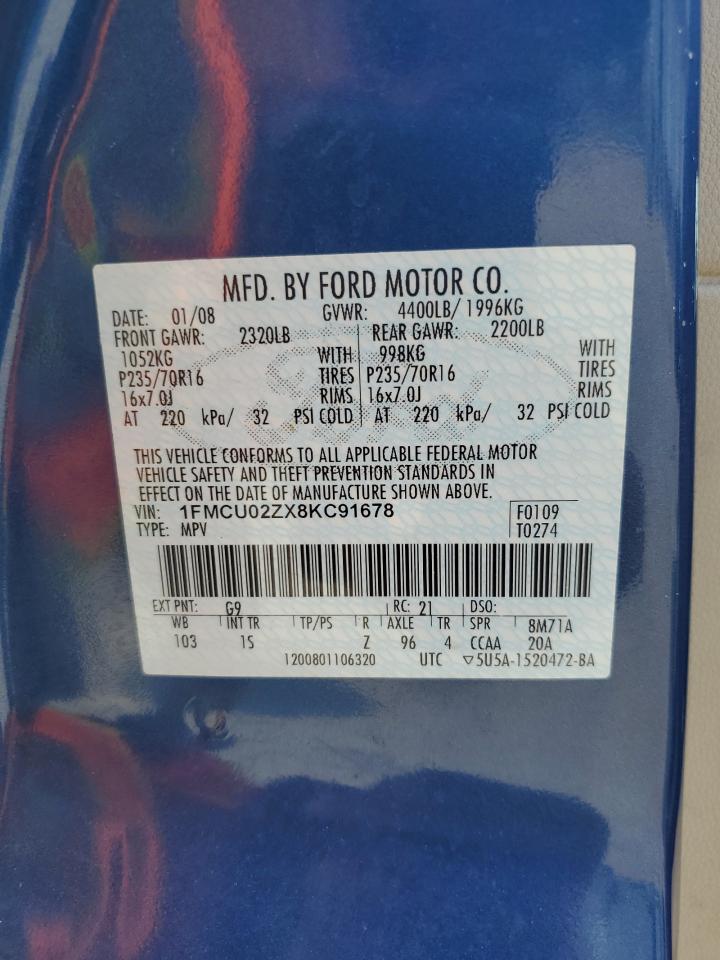 MFD. BY FORD MOTOR CO.
DATE: 01/08 GVWR: 4400LB/ 1996KG
FRONT GAWR: 2320LB REAR GAWR: 2200LB
1052KG WITH 998KG WITH
P235/70R16 TIRES P235/70R16 TIRES
16x7.0J RIMS 16x7.0J RIMS
AT 220 kPa/ 32 PSI COLD AT 220 kPa/ 32 PSI COLD
THIS VEHICLE CONFORMS TO ALL APPLICABLE FEDERAL MOTOR
VEHICLE SAFETY AND THEFT PREVENTION STANDARDS IN
EFFECT ON THE DATE OF MANUFACTURE SHOWN ABOVE.
VIN: 1FMCU02ZX8KC91678 F0109
TYPE: MPV T0274
EXT PNT: G9 RC: 21 DSO:
WB INT TR TP/PS R AXLE TR SPR 8M71A
103 1S Z 96 4 CCAA 20A
1200801106320 UTC ▽5U5A-1520472-BA